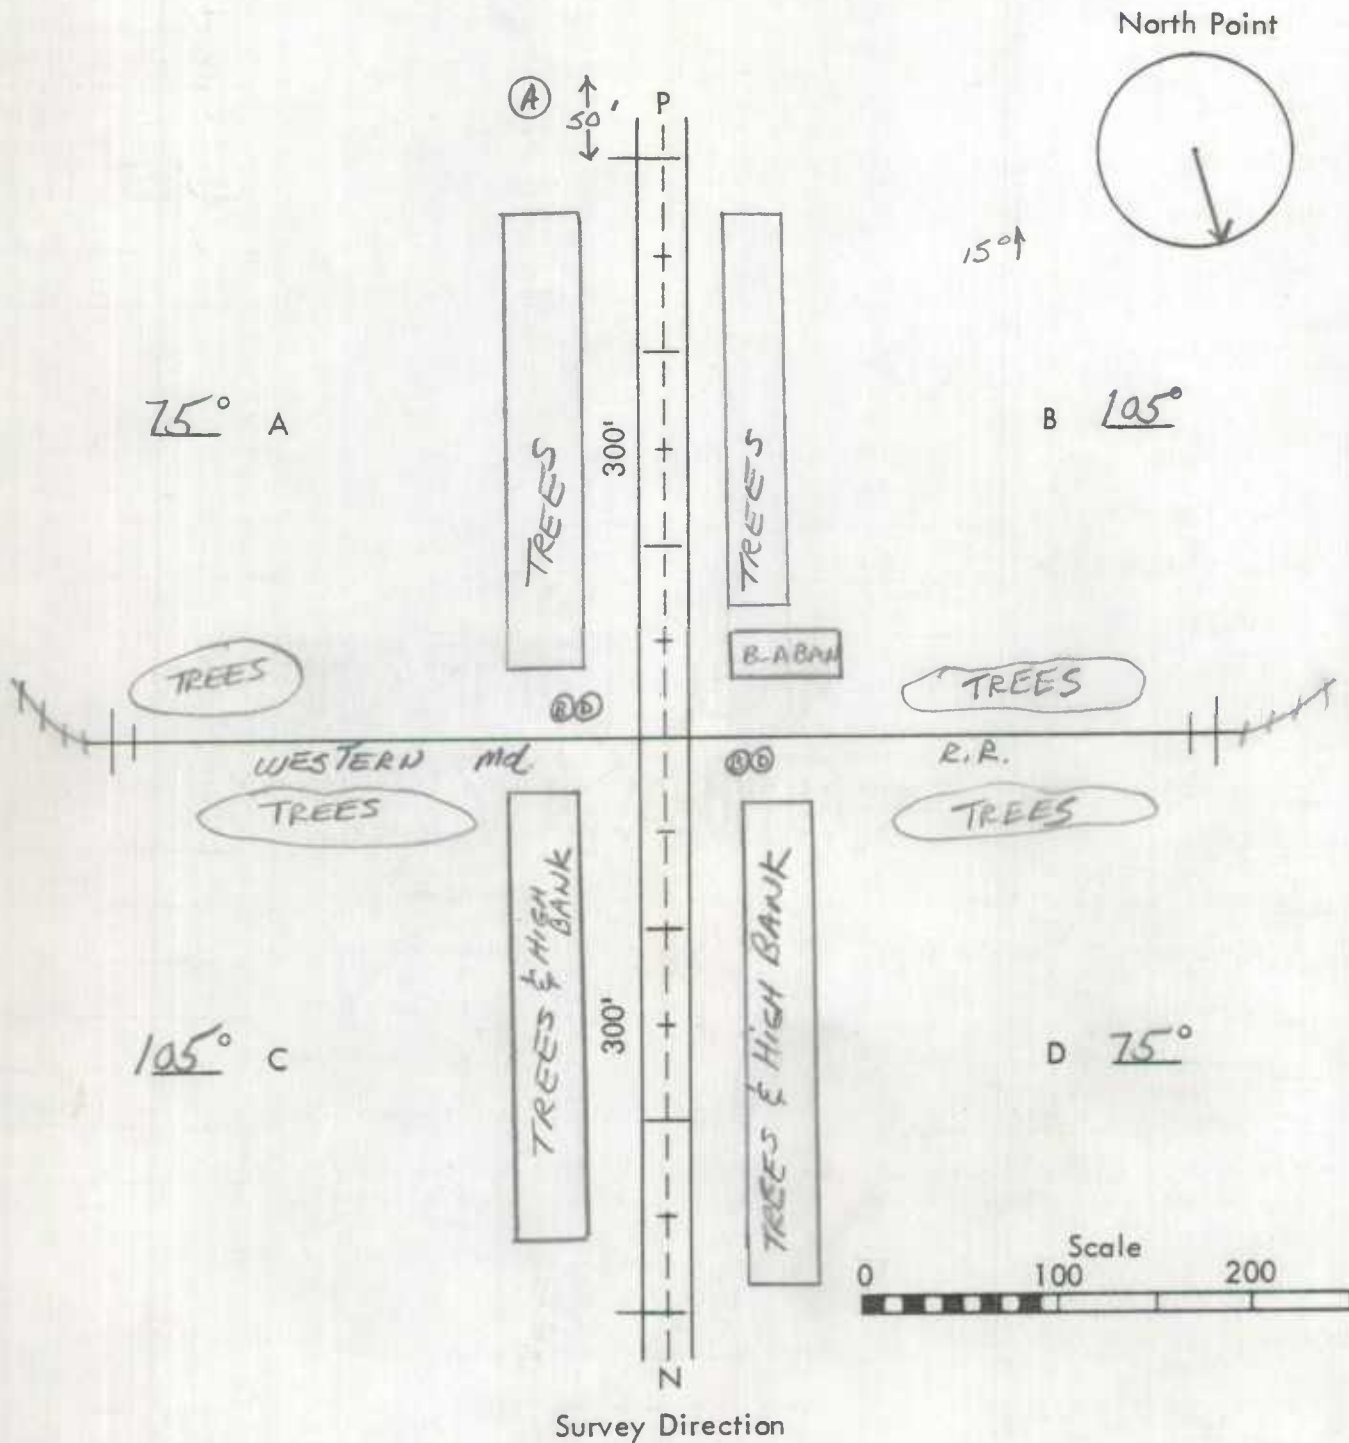 North Point
A
50'
P
15°
75° A
B 105°
TREES
300'
TREES
B-ABAN
TREES
TREES
WESTERN Md. R.R.
TREES
TREES
TREES & HIGH BANK
300'
TREES & HIGH BANK
105° C
D 75°
Scale
0 100 200
N
Survey Direction